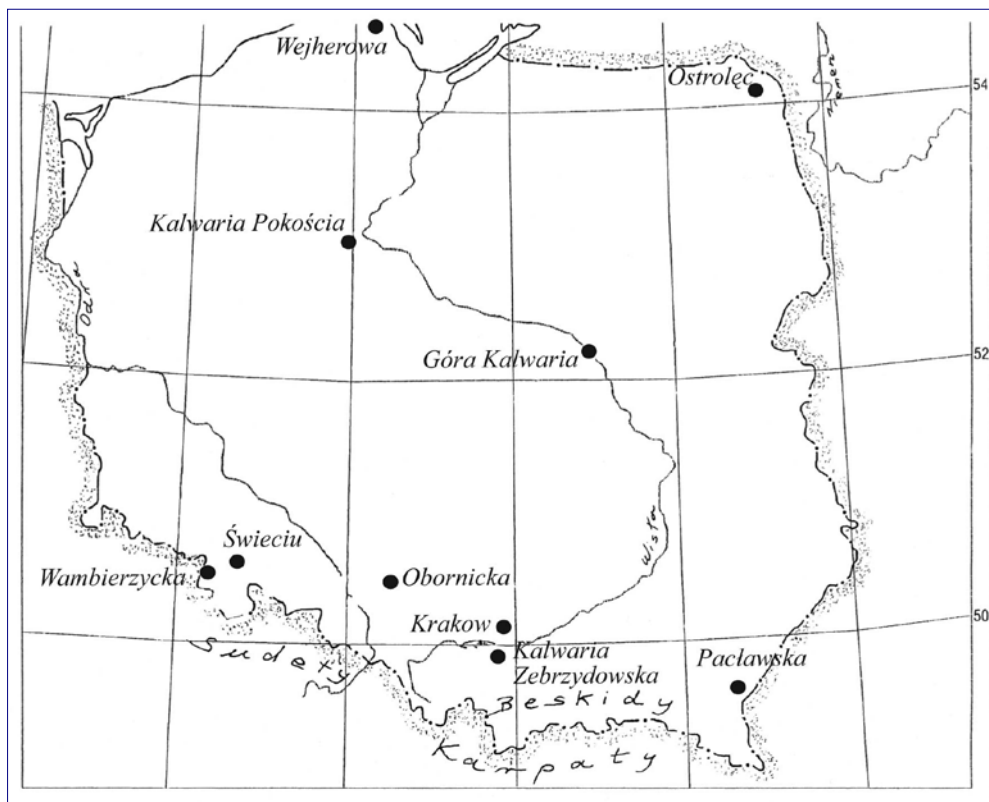 Wejherowa
Ostrolęc
54
Niemen
Kalwaria Pokościa
Odra
Góra Kalwaria
52
Wisła
Świeciu
Wambierzycka
Obornicka
Krakow
50
Kalwaria
Zebrzydowska
Pacławska
Sudety
Beskidy
Karpaty